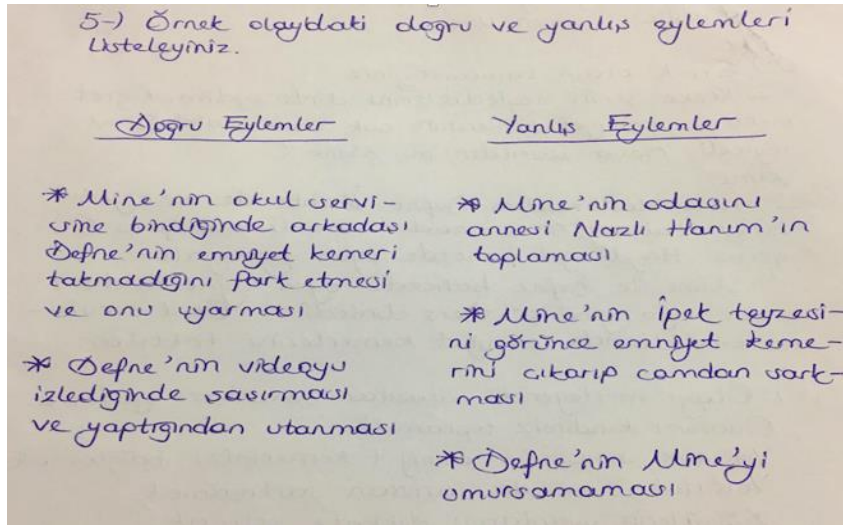 5-) Örnek olaydaki doğru ve yanlış eylemleri
Listeleyiniz.
Doğru Eylemler
* Mine'nin okul servi-
sine bindiğinde arkadaşı
Defne'nin emniyet kemeri
takmadığını fark etmesi
ve onu uyarması
* Defne'nin videoyu
izlediğinde şaşırması
ve yaptığından utanması
Yanlış Eylemler
* Mine'nin odasını
annesi Nazlı Hanım'ın
toplaması
* Mine'nin İpek teyzesi-
ni görünce emniyet keme-
rini çıkarıp camdan sark-
ması
* Defne'nin Mine'yi
umursamaması